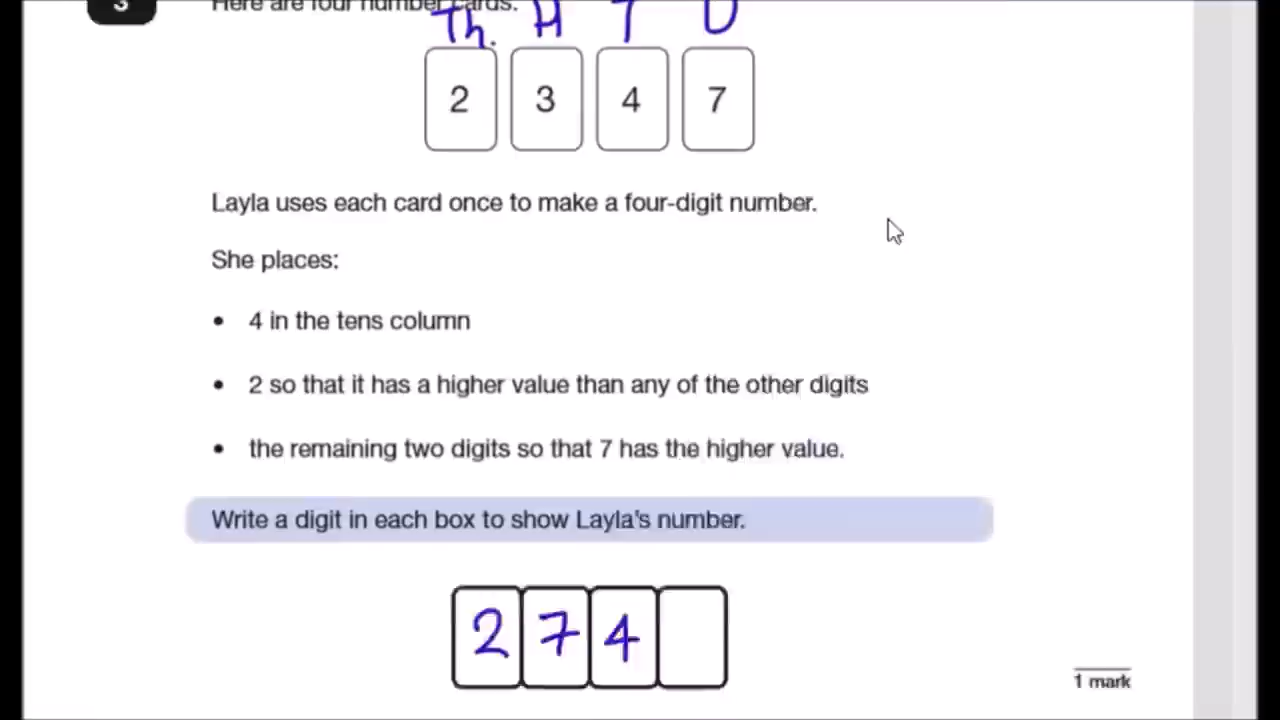 3
Here are four number cards.
Th. H T U
2 3 4 7
Layla uses each card once to make a four-digit number.
She places:
• 4 in the tens column
• 2 so that it has a higher value than any of the other digits
• the remaining two digits so that 7 has the higher value.
Write a digit in each box to show Layla's number.
2 7 4
1 mark